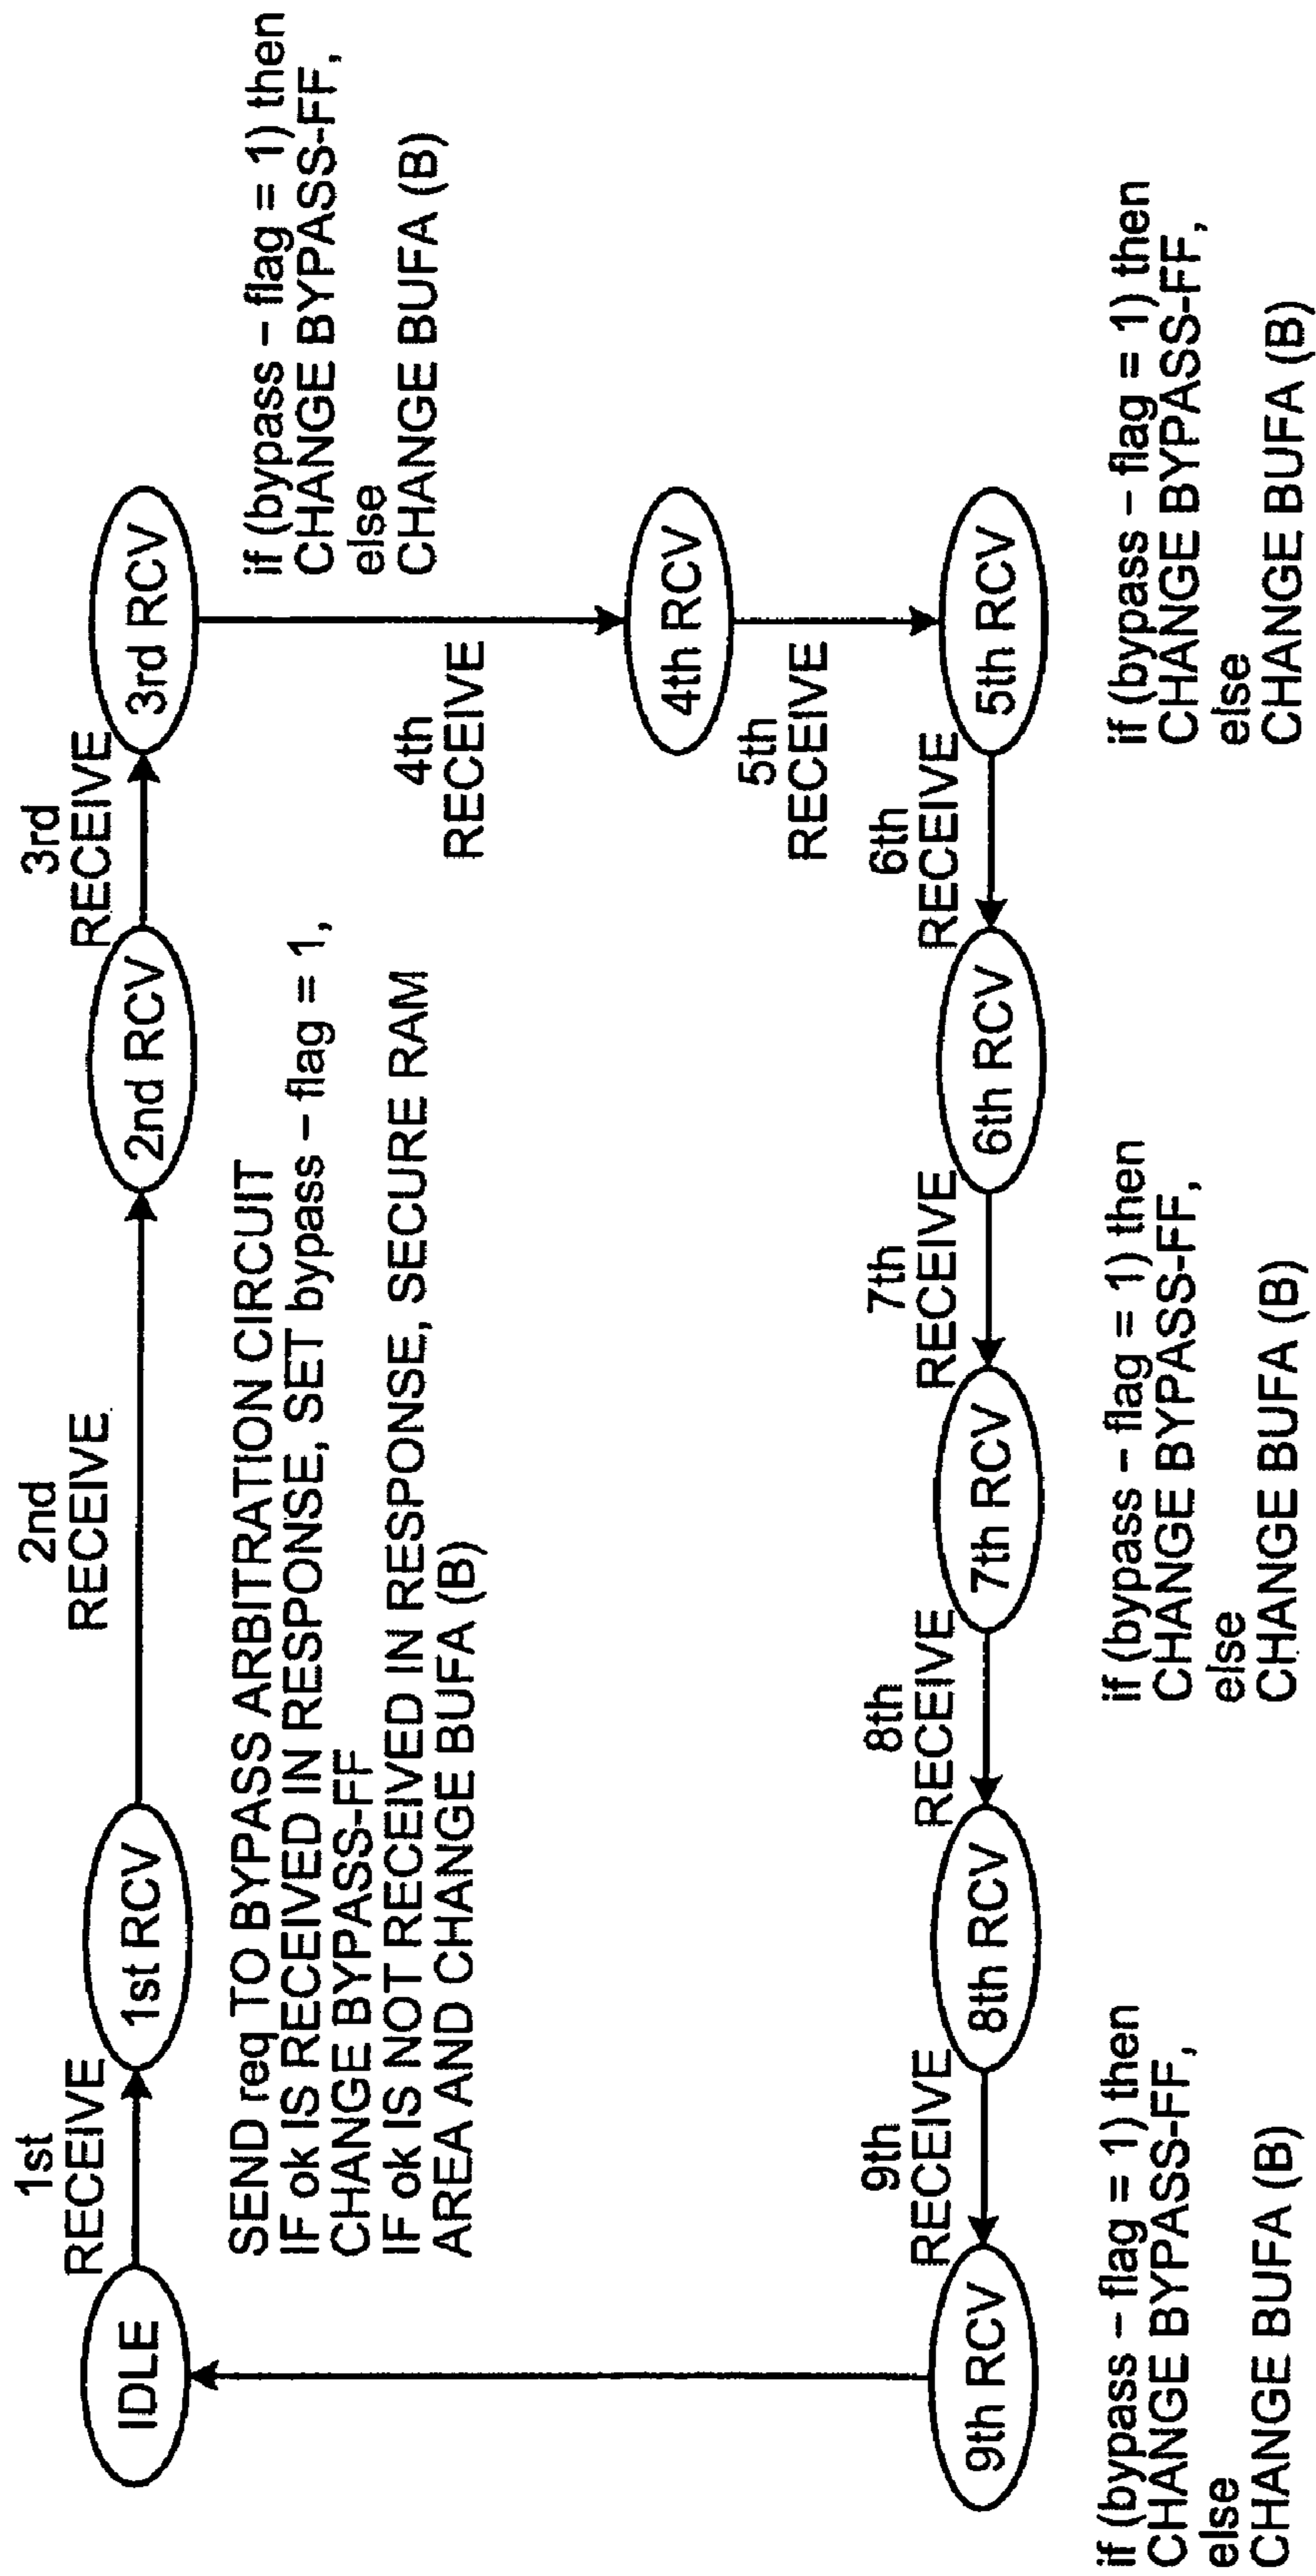 1st
RECEIVE
2nd
RECEIVE
3rd
RECEIVE
IDLE
1st RCV
2nd RCV
3rd RCV
SEND req TO BYPASS ARBITRATION CIRCUIT
IF ok IS RECEIVED IN RESPONSE, SET bypass – flag = 1,
CHANGE BYPASS-FF
IF ok IS NOT RECEIVED IN RESPONSE, SECURE RAM
AREA AND CHANGE BUFA (B)
if (bypass – flag = 1) then
CHANGE BYPASS-FF,
else
CHANGE BUFA (B)
4th
RECEIVE
4th RCV
5th
RECEIVE
5th RCV
if (bypass – flag = 1) then
CHANGE BYPASS-FF,
else
CHANGE BUFA (B)
6th
RECEIVE
6th RCV
7th
RECEIVE
7th RCV
if (bypass – flag = 1) then
CHANGE BYPASS-FF,
else
CHANGE BUFA (B)
8th
RECEIVE
8th RCV
9th
RECEIVE
9th RCV
if (bypass – flag = 1) then
CHANGE BYPASS-FF,
else
CHANGE BUFA (B)